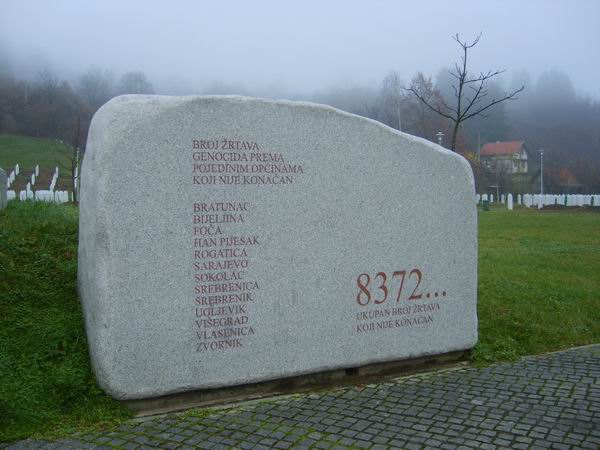 BROJ ŽRTAVA
GENOCIDA PREMA
POJEDINIM OPĆINAMA
KOJI NIJE KONAČAN
BRATUNAC
BIJELJINA
FOČA
HAN PIJESAK
ROGATICA
SARAJEVO
SOKOLAC
SREBRENICA
SREBRENIK
UGLJEVIK
VIŠEGRAD
VLASENICA
ZVORNIK
8372...
UKUPAN BROJ ŽRTAVA
KOJI NIJE KONAČAN